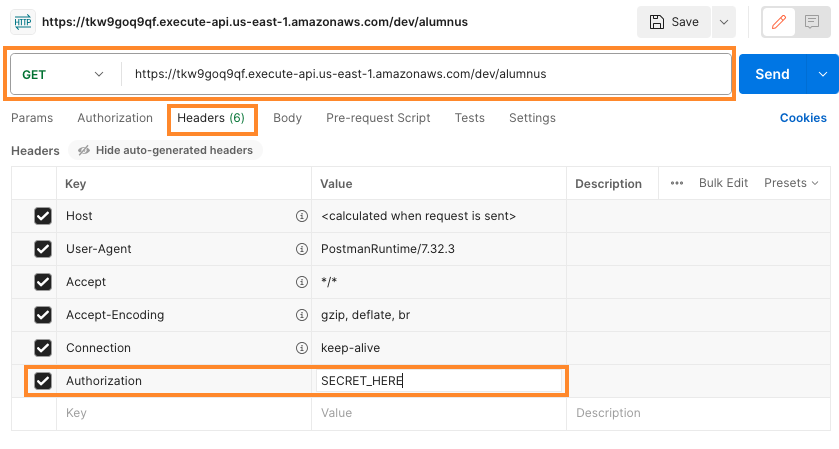 HTTP https://tkw9goq9qf.execute-api.us-east-1.amazonaws.com/dev/alumnus Save
GET https://tkw9goq9qf.execute-api.us-east-1.amazonaws.com/dev/alumnus Send
Params Authorization Headers (6) Body Pre-request Script Tests Settings Cookies
Headers Hide auto-generated headers
Key Value Description ••• Bulk Edit Presets
Host <calculated when request is sent>
User-Agent PostmanRuntime/7.32.3
Accept */*
Accept-Encoding gzip, deflate, br
Connection keep-alive
Authorization SECRET_HERE
Key Value Description